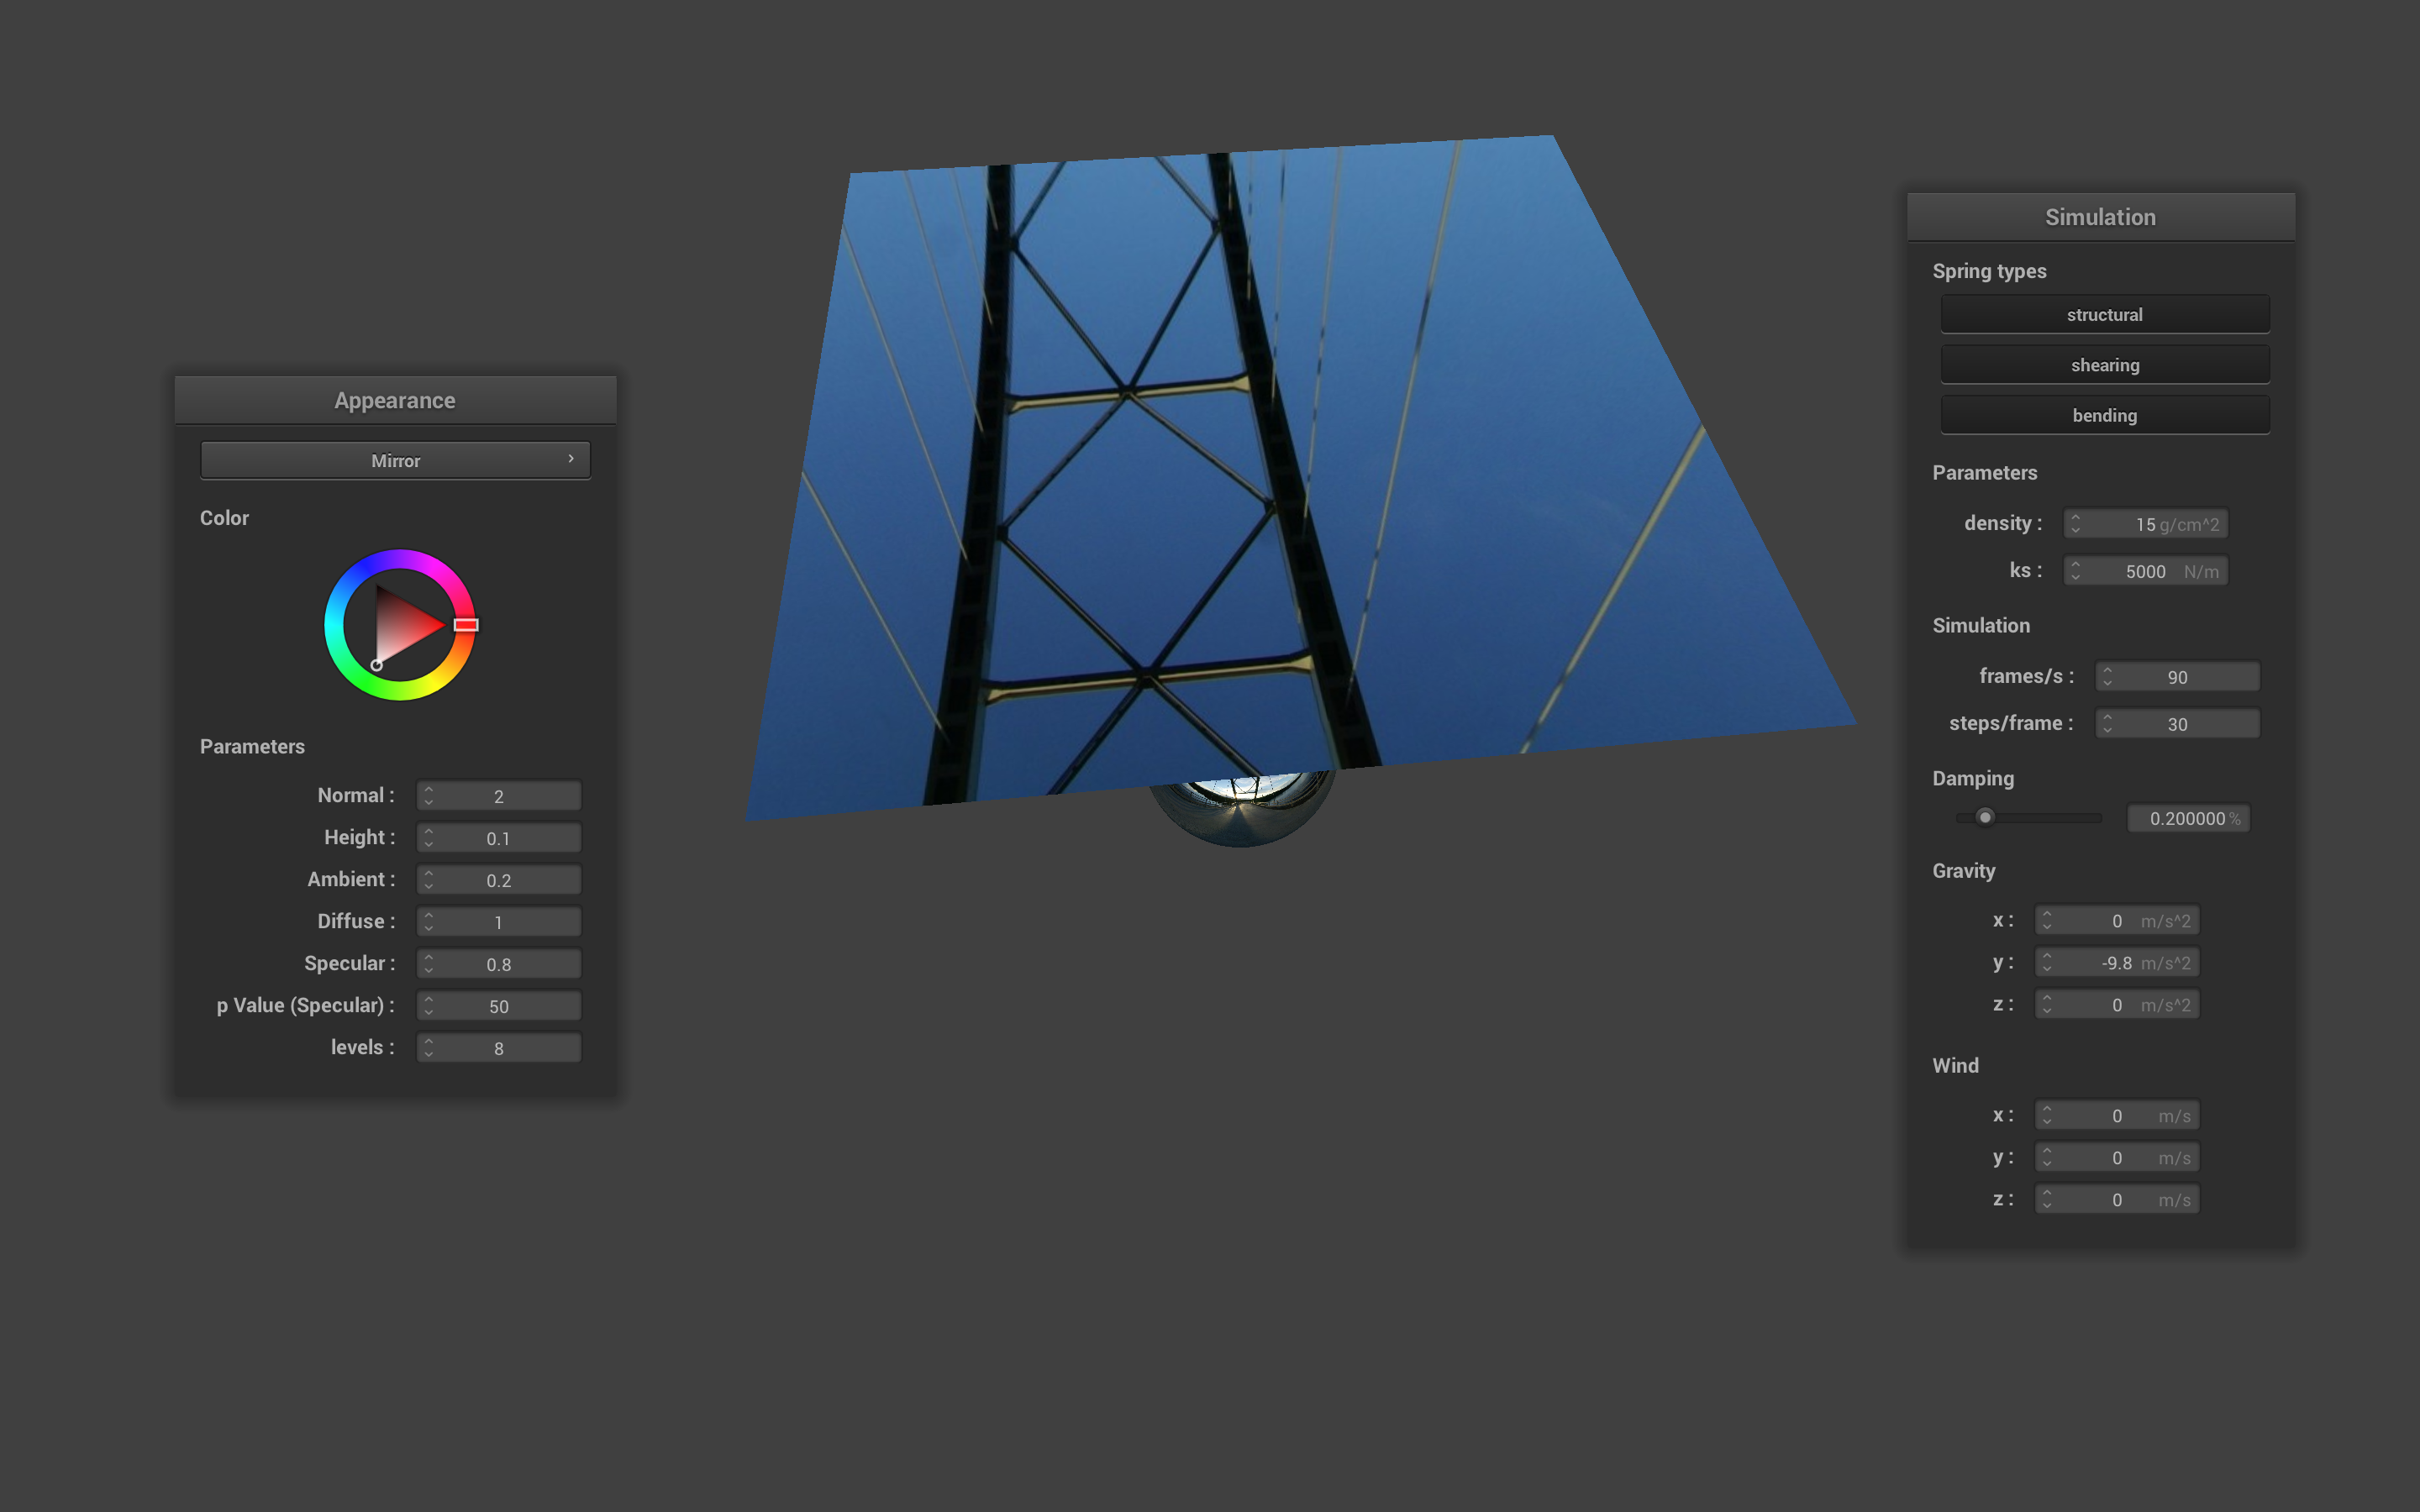 Appearance
Mirror
Color
Parameters
Normal : 2
Height : 0.1
Ambient : 0.2
Diffuse : 1
Specular : 0.8
p Value (Specular) : 50
levels : 8
Simulation
Spring types
structural
shearing
bending
Parameters
density : 15 g/cm^2
ks : 5000 N/m
Simulation
frames/s : 90
steps/frame : 30
Damping
0.200000 %
Gravity
x : 0 m/s^2
y : -9.8 m/s^2
z : 0 m/s^2
Wind
x : 0 m/s
y : 0 m/s
z : 0 m/s